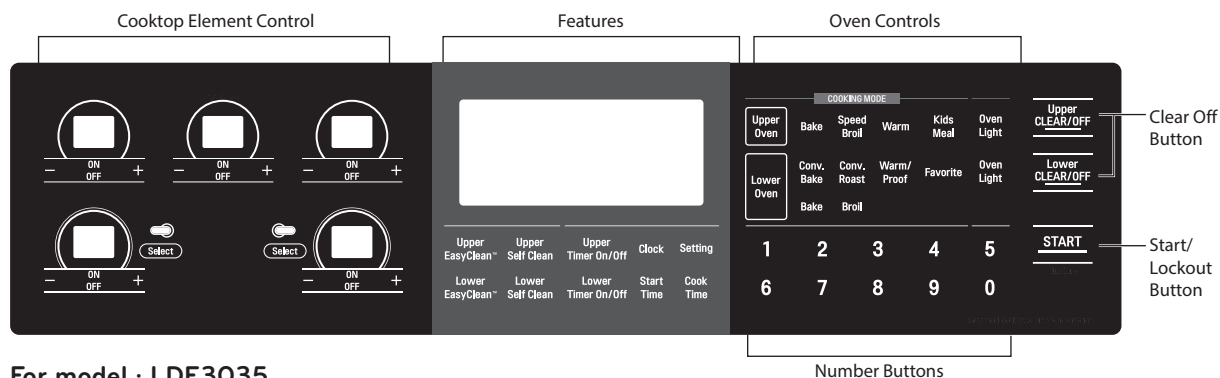 Cooktop Element Control
Features
Oven Controls
ON
OFF
− +
ON
OFF
− +
ON
OFF
− +
Select
Select
ON
OFF
− +
ON
OFF
− +
Upper EasyClean™
Upper Self Clean
Upper Timer On/Off
Clock
Setting
Lower EasyClean™
Lower Self Clean
Lower Timer On/Off
Start Time
Cook Time
COOKING MODE
Upper Oven
Bake
Speed Broil
Warm
Kids Meal
Oven Light
Lower Oven
Conv. Bake
Conv. Roast
Warm/ Proof
Favorite
Oven Light
Bake
Broil
1 2 3 4 5
6 7 8 9 0
Upper
CLEAR/OFF
Lower
CLEAR/OFF
START
Clear Off
Button
Start/
Lockout
Button
Number Buttons
For model : LDE3035